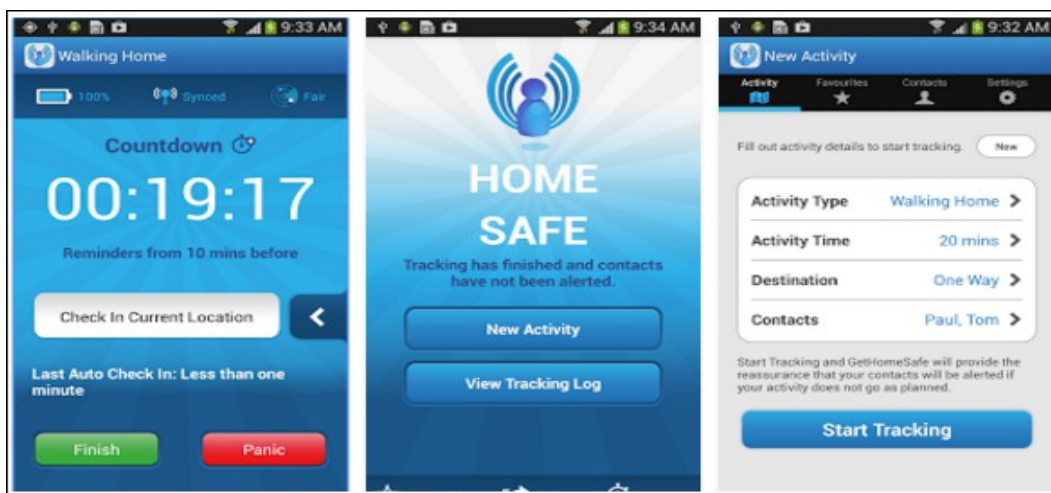 9:33 AM
Walking Home
100% Synced Fair
Countdown
00:19:17
Reminders from 10 mins before
Check In Current Location
Last Auto Check In: Less than one
minute
Finish Panic
9:34 AM
HOME
SAFE
Tracking has finished and contacts
have not been alerted.
New Activity
View Tracking Log
9:32 AM
New Activity
Activity Favourites Contacts Settings
Fill out activity details to start tracking. New
Activity Type Walking Home
Activity Time 20 mins
Destination One Way
Contacts Paul, Tom
Start Tracking and GetHomeSafe will provide the
reassurance that your contacts will be alerted if
your activity does not go as planned.
Start Tracking